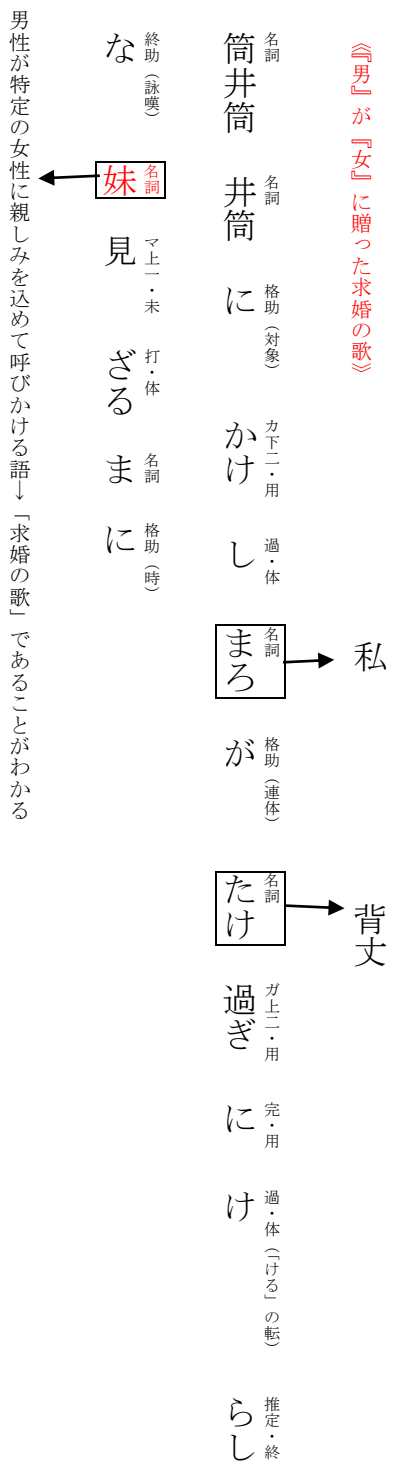 《『男』が『女』に贈った求婚の歌》
私
背丈
名詞 名詞 格助（対象） カ下二・用 過・体 名詞 格助（連体） 名詞 ガ上二・用 完・用 過・体（「ける」の転） 推定・終
筒井筒 井筒 に かけ し まろ が たけ 過ぎ に け らし
終助（詠嘆） 名詞 マ上一・未 打・体 名詞 格助（時）
な 妹 見 ざる ま に
男性が特定の女性に親しみを込めて呼びかける語→「求婚の歌」であることがわかる